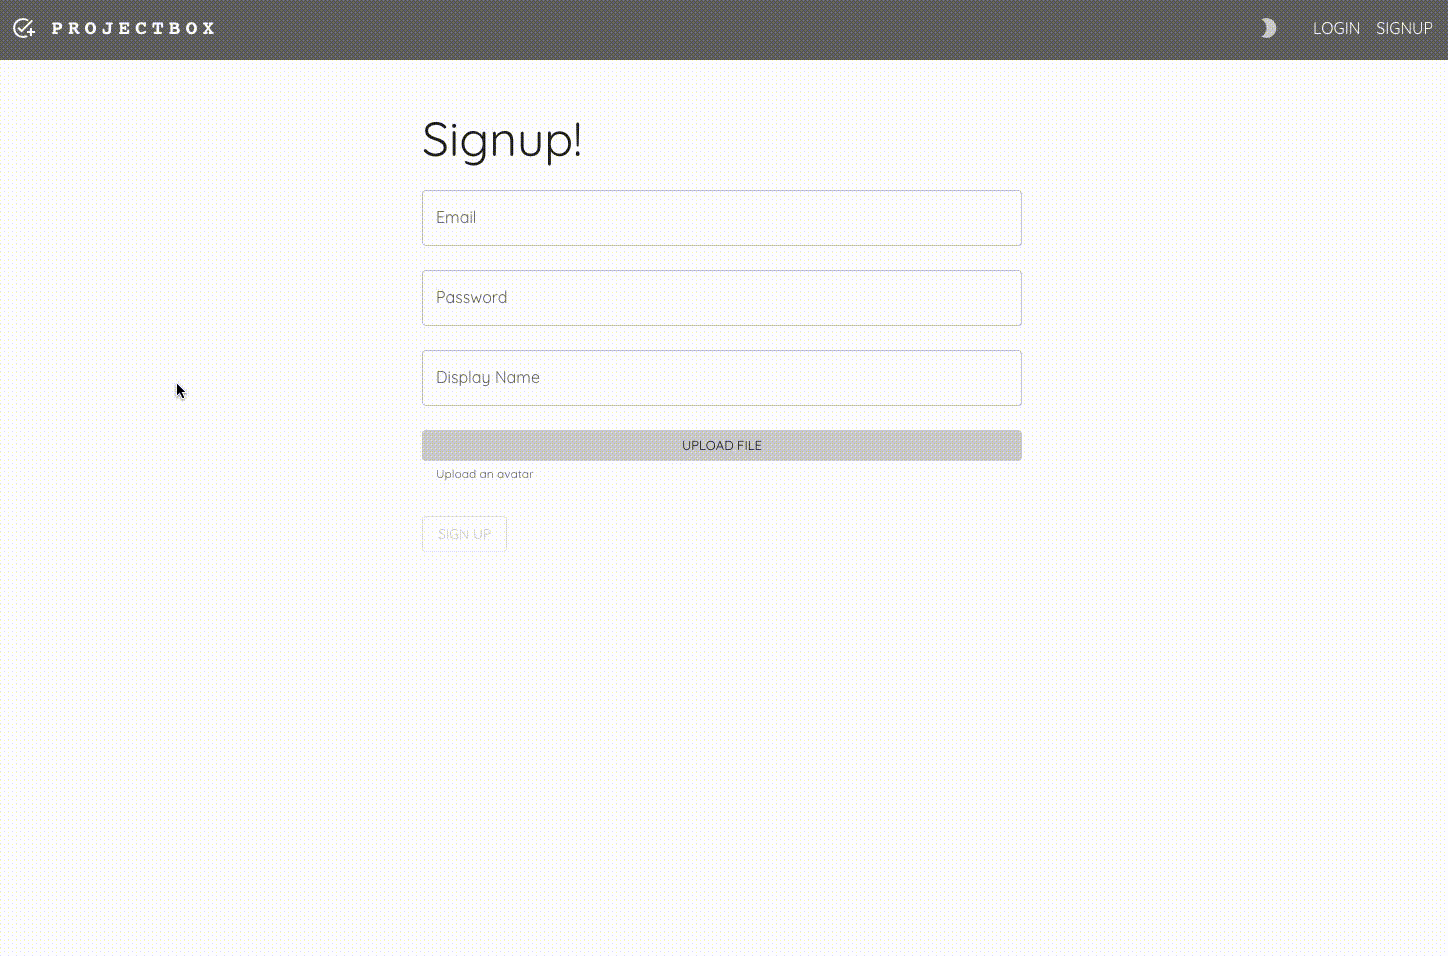 PROJECTBOX
LOGIN SIGNUP
Signup!
Email
Password
Display Name
UPLOAD FILE
Upload an avatar
SIGN UP